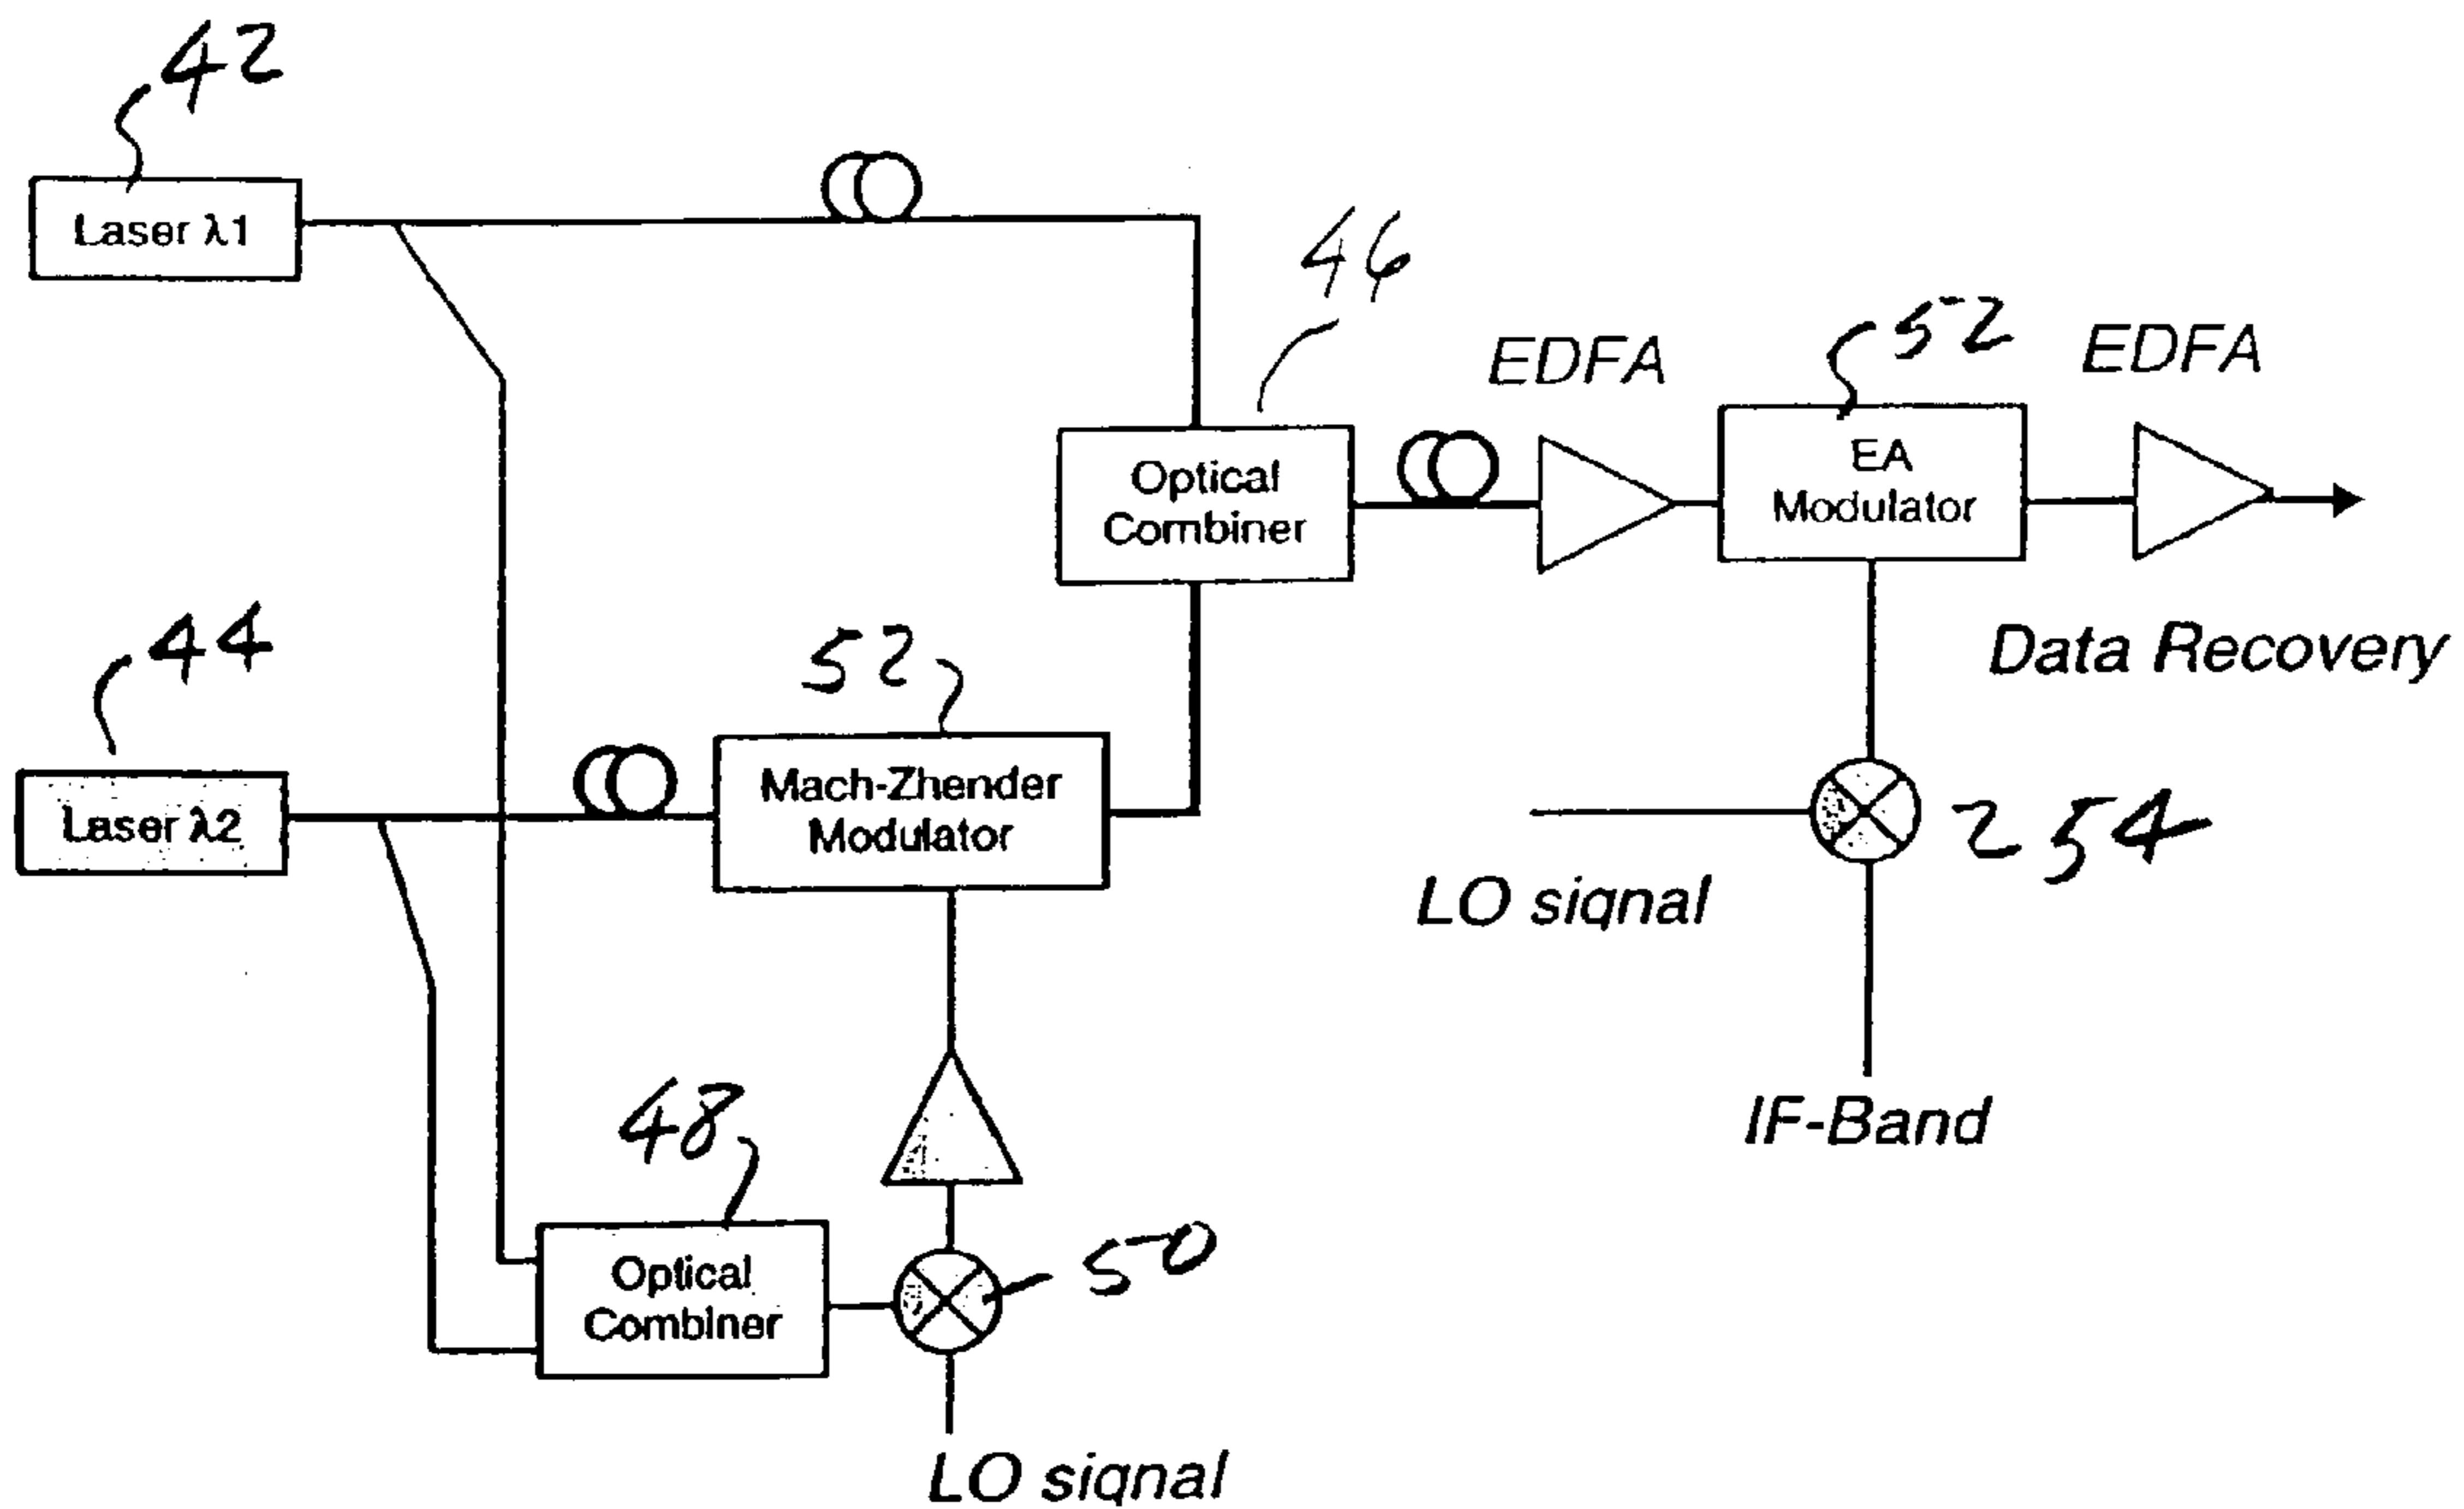 42
Laser λ1
46
EDFA
52
EDFA
Optical
Combiner
EA
Modulator
44
52
Data Recovery
Laser λ2
Mach-Zhender
Modulator
254
LO signal
48
IF-Band
Optical
Combiner
50
LO signal